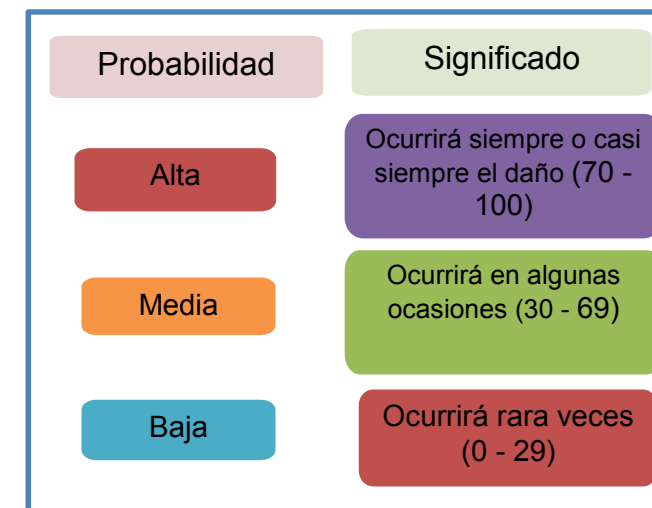 Probabilidad
Significado
Alta
Ocurrirá siempre o casi
siempre el daño (70 -
100)
Media
Ocurrirá en algunas
ocasiones (30 - 69)
Baja
Ocurrirá rara veces
(0 - 29)